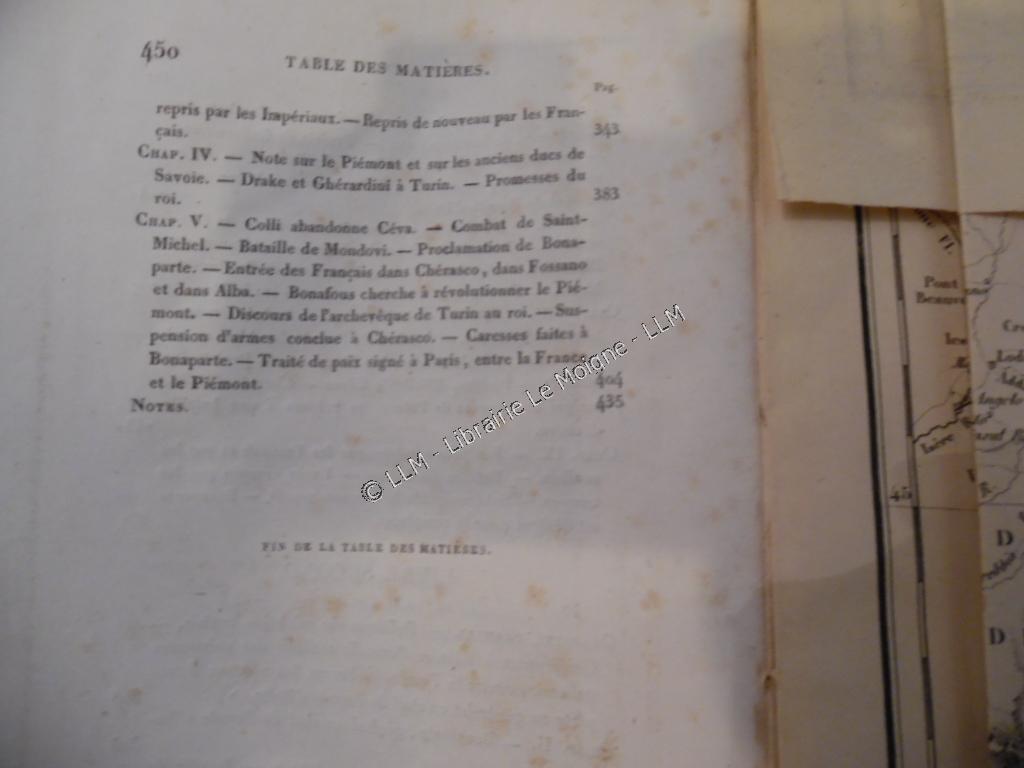 450
TABLE DES MATIÈRES.
Pag.
repris par les Impériaux. — Repris de nouveau par les Fran-
çais. 343
CHAP. IV. — Note sur le Piémont et sur les anciens ducs de
Savoie. — Drake et Ghérardini à Turin. — Promesses du
roi. 383
CHAP. V. — Colli abandonne Céva. — Combat de Saint-
Michel. — Bataille de Mondovi. — Proclamation de Bona-
parte. — Entrée des Français dans Chérasco, dans Fossano
et dans Alba. — Bonafous cherche à révolutionner le Pié-
mont. — Discours de l'archevêque de Turin au roi. — Sus-
pension d'armes conclue à Chérasco. — Caresses faites à
Bonaparte. — Traité de paix signé à Paris, entre la France
et le Piémont. 404
NOTES. 435
FIN DE LA TABLE DES MATIÈRES.
© LLM - Librairie Le Moigne - LLM
Pont
Beauv
Lod
Angelo
45
R.
D
D